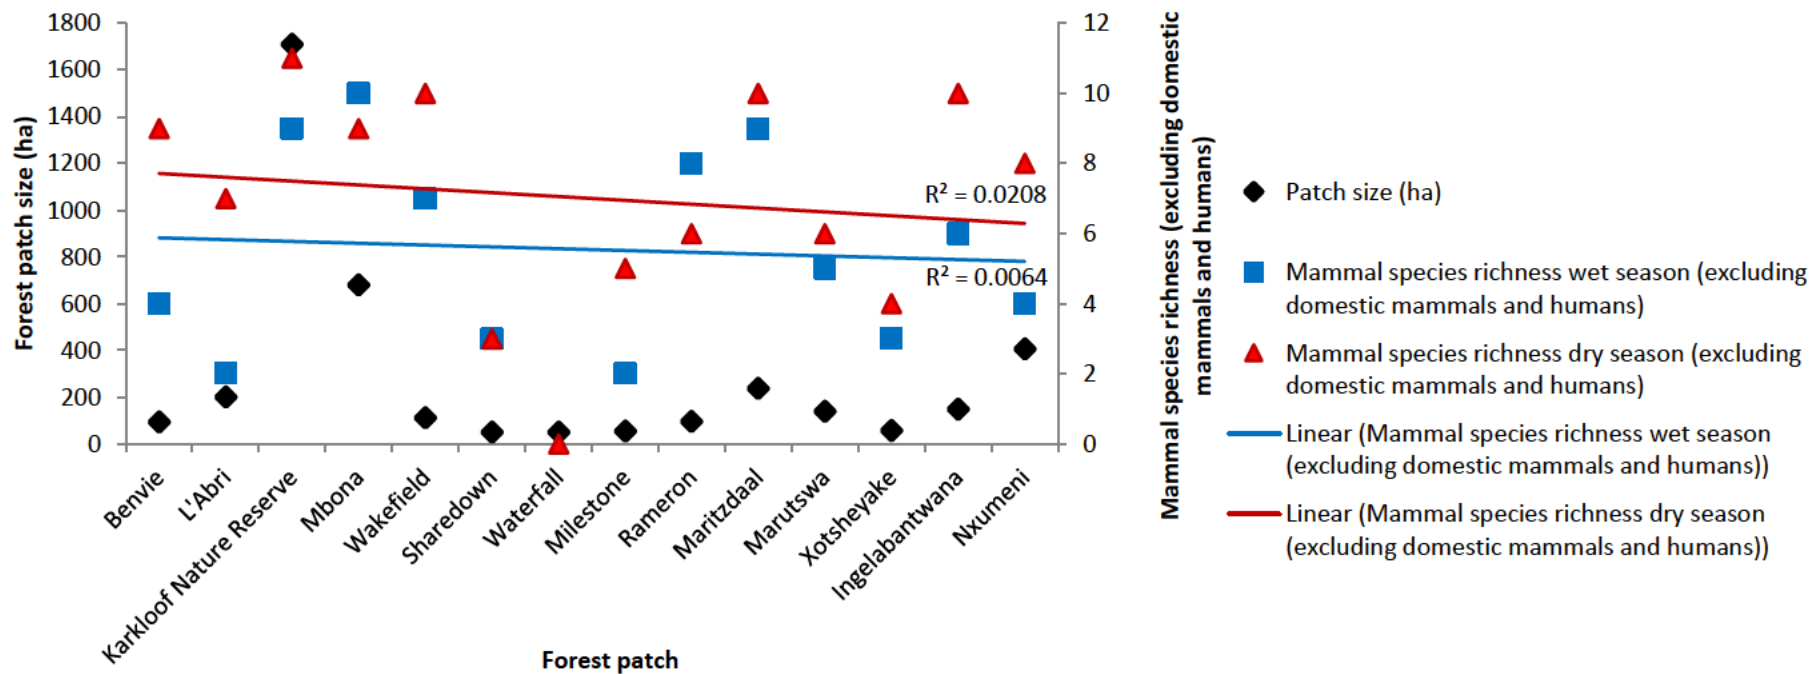 1800
1600
1400
1200
1000
800
600
400
200
0
Forest patch size (ha)
12
10
8
6
4
2
0
Mammal species richness (excluding domestic
mammals and humans)
R² = 0.0208
R² = 0.0064
Benvie
L'Abri
Karkloof Nature Reserve
Mbona
Wakefield
Sharedown
Waterfall
Milestone
Rameron
Maritzdaal
Marutswa
Xotsheyake
Ingelabantwana
Nxumeni
Forest patch
Patch size (ha)
Mammal species richness wet season (excluding
domestic mammals and humans)
Mammal species richness dry season (excluding
domestic mammals and humans)
Linear (Mammal species richness wet season
(excluding domestic mammals and humans))
Linear (Mammal species richness dry season
(excluding domestic mammals and humans))